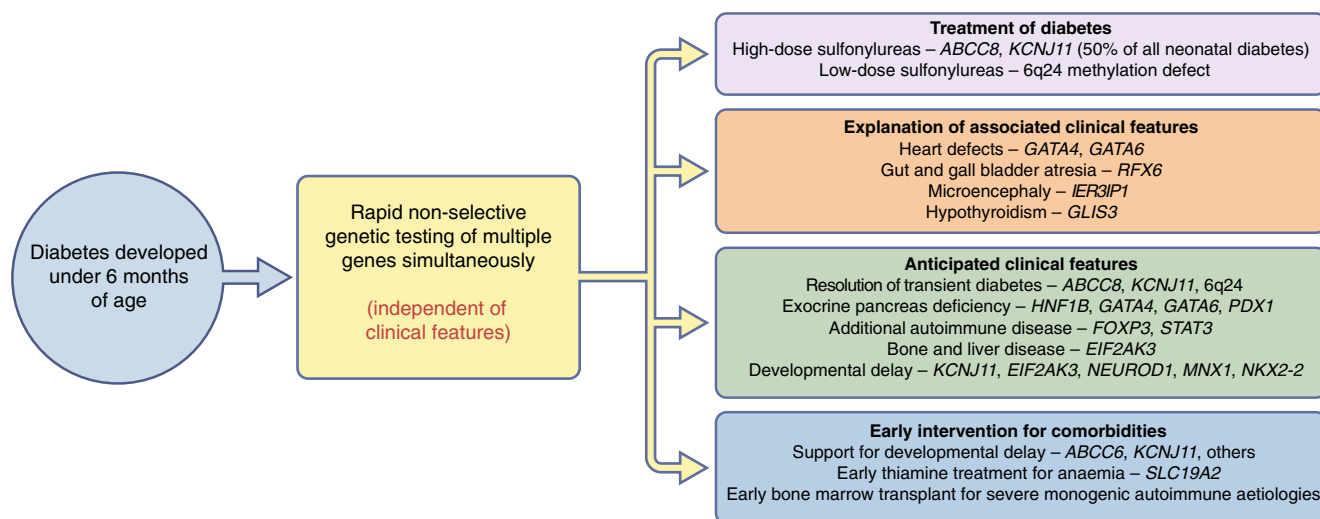 Diabetes developed
under 6 months
of age
Rapid non-selective
genetic testing of multiple
genes simultaneously
(independent of
clinical features)
Treatment of diabetes
High-dose sulfonylureas – ABCC8, KCNJ11 (50% of all neonatal diabetes)
Low-dose sulfonylureas – 6q24 methylation defect
Explanation of associated clinical features
Heart defects – GATA4, GATA6
Gut and gall bladder atresia – RFX6
Microencephaly – IER3IP1
Hypothyroidism – GLIS3
Anticipated clinical features
Resolution of transient diabetes – ABCC8, KCNJ11, 6q24
Exocrine pancreas deficiency – HNF1B, GATA4, GATA6, PDX1
Additional autoimmune disease – FOXP3, STAT3
Bone and liver disease – EIF2AK3
Developmental delay – KCNJ11, EIF2AK3, NEUROD1, MNX1, NKX2-2
Early intervention for comorbidities
Support for developmental delay – ABCC6, KCNJ11, others
Early thiamine treatment for anaemia – SLC19A2
Early bone marrow transplant for severe monogenic autoimmune aetiologies